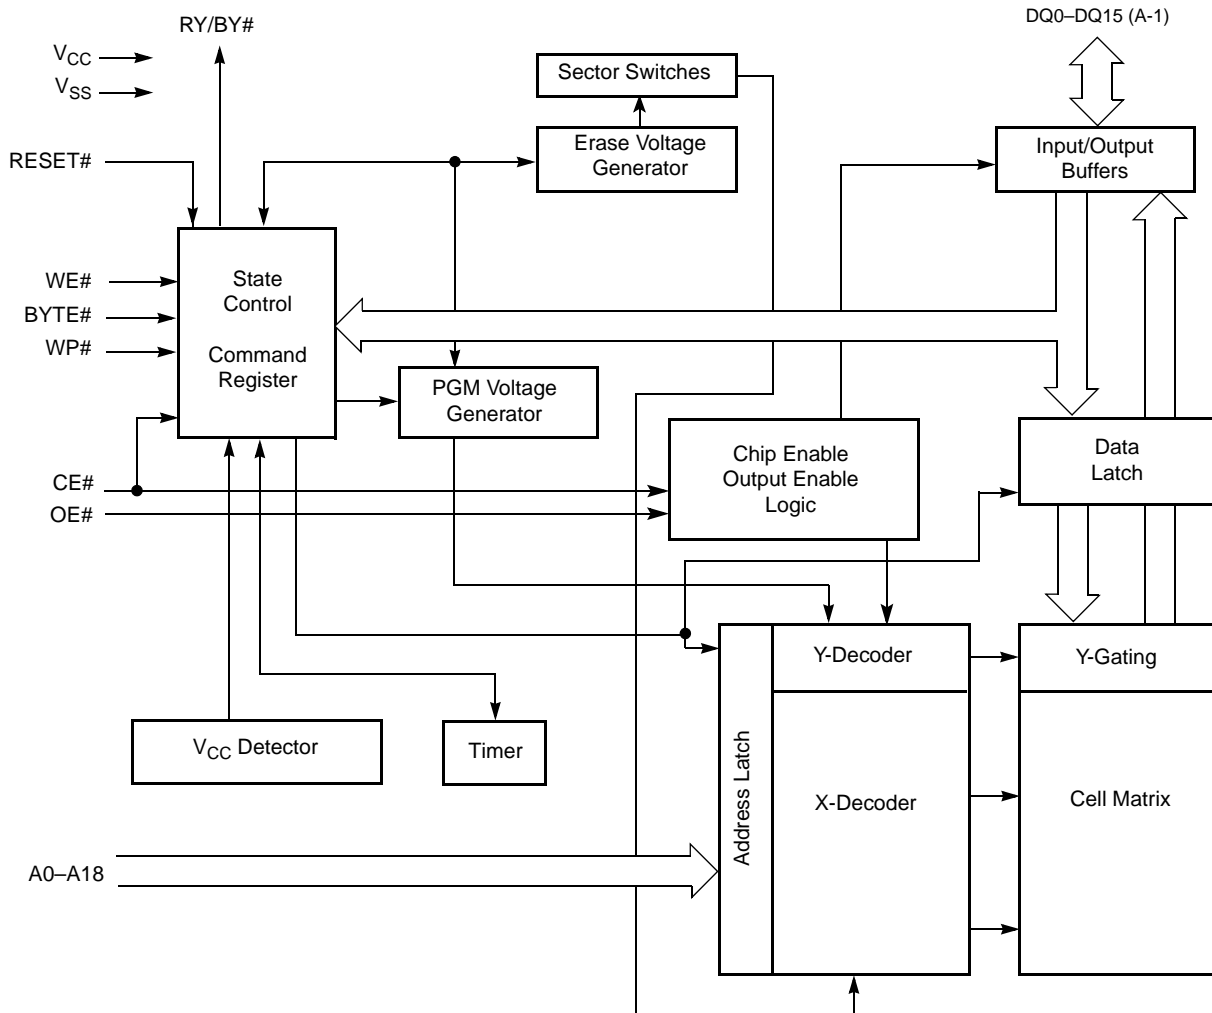 RY/BY#
DQ0–DQ15 (A-1)
VCC
VSS
Sector Switches
RESET#
Erase Voltage
Generator
Input/Output
Buffers
WE#
BYTE#
WP#
State
Control
Command
Register
PGM Voltage
Generator
CE#
OE#
Chip Enable
Output Enable
Logic
Data
Latch
Y-Decoder
Y-Gating
VCC Detector
Timer
Address Latch
X-Decoder
Cell Matrix
A0–A18